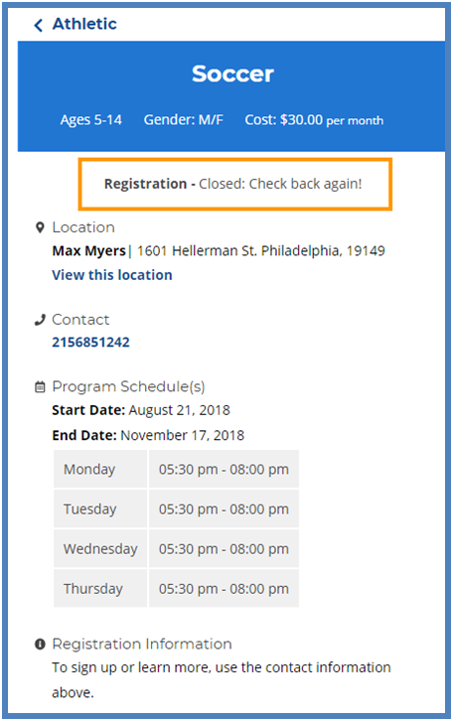 Athletic
Soccer
Ages 5-14 Gender: M/F Cost: $30.00 per month
Registration - Closed: Check back again!
Location
Max Myers| 1601 Hellerman St. Philadelphia, 19149
View this location
Contact
2156851242
Program Schedule(s)
Start Date: August 21, 2018
End Date: November 17, 2018
Monday 05:30 pm - 08:00 pm
Tuesday 05:30 pm - 08:00 pm
Wednesday 05:30 pm - 08:00 pm
Thursday 05:30 pm - 08:00 pm
Registration Information
To sign up or learn more, use the contact information
above.